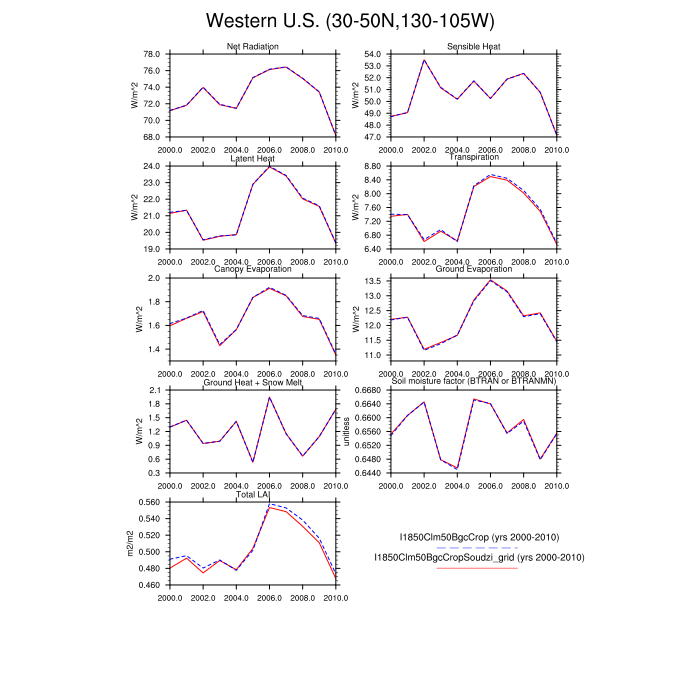 Western U.S. (30-50N,130-105W)
Net Radiation
78.0
76.0
74.0
72.0
70.0
68.0
W/m^2
2000.0 2002.0 2004.0 2006.0 2008.0 2010.0
Sensible Heat
54.0
53.0
52.0
51.0
50.0
49.0
48.0
47.0
W/m^2
2000.0 2002.0 2004.0 2006.0 2008.0 2010.0
Latent Heat
24.0
23.0
22.0
21.0
20.0
19.0
W/m^2
2000.0 2002.0 2004.0 2006.0 2008.0 2010.0
Transpiration
8.80
8.40
8.00
7.60
7.20
6.80
6.40
W/m^2
2000.0 2002.0 2004.0 2006.0 2008.0 2010.0
Canopy Evaporation
2.0
1.8
1.6
1.4
W/m^2
2000.0 2002.0 2004.0 2006.0 2008.0 2010.0
Ground Evaporation
13.5
13.0
12.5
12.0
11.5
11.0
W/m^2
2000.0 2002.0 2004.0 2006.0 2008.0 2010.0
Ground Heat + Snow Melt
2.1
1.8
1.5
1.2
0.9
0.6
0.3
W/m^2
2000.0 2002.0 2004.0 2006.0 2008.0 2010.0
Soil moisture factor (BTRAN or BTRANMN)
0.6680
0.6640
0.6600
0.6560
0.6520
0.6480
0.6440
unitless
2000.0 2002.0 2004.0 2006.0 2008.0 2010.0
Total LAI
0.560
0.540
0.520
0.500
0.480
0.460
m2/m2
2000.0 2002.0 2004.0 2006.0 2008.0 2010.0
I1850Clm50BgcCrop (yrs 2000-2010)
I1850Clm50BgcCropSoudzi_grid (yrs 2000-2010)